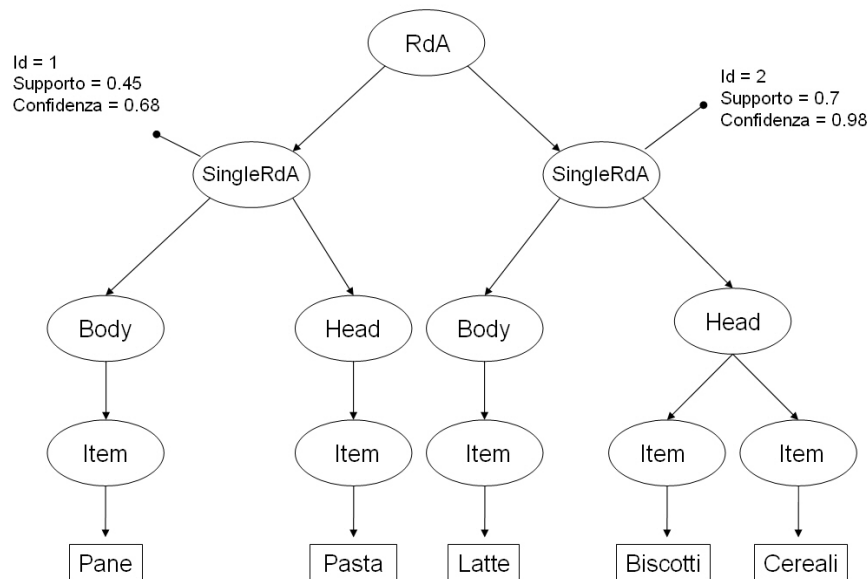 RdA
Id = 1
Supporto = 0.45
Confidenza = 0.68
Id = 2
Supporto = 0.7
Confidenza = 0.98
SingleRdA
SingleRdA
Body
Head
Body
Head
Item
Item
Item
Item
Item
Pane
Pasta
Latte
Biscotti
Cereali